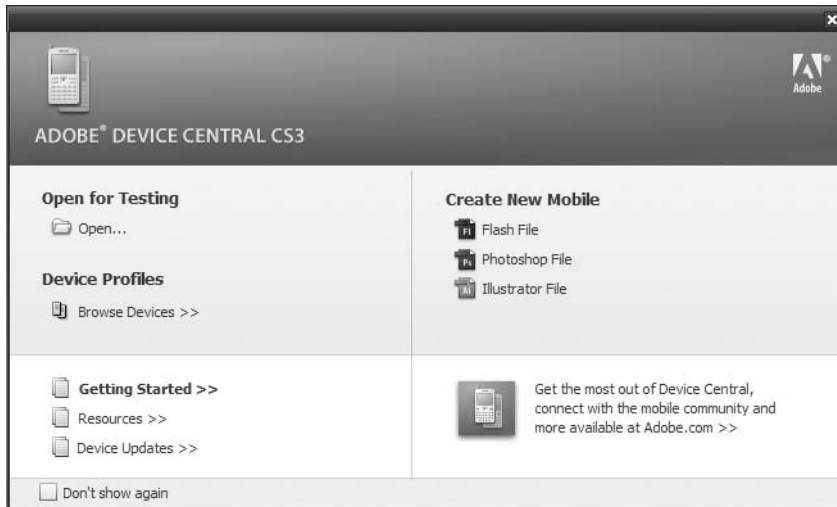 Adobe
ADOBE® DEVICE CENTRAL CS3
Open for Testing
Open...
Device Profiles
Browse Devices >>
Create New Mobile
Fl Flash File
Ps Photoshop File
Ai Illustrator File
Getting Started >>
Resources >>
Device Updates >>
Get the most out of Device Central,
connect with the mobile community and
more available at Adobe.com >>
Don't show again